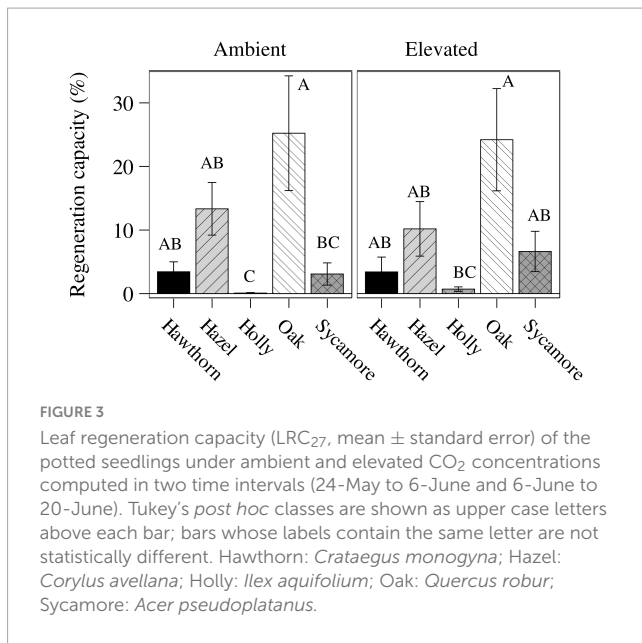 Ambient Elevated
Regeneration capacity (%)
30
20
10
0
AB
AB
C
A
BC
AB
AB
BC
A
AB
Hawthorn
Hazel
Holly
Oak
Sycamore
Hawthorn
Hazel
Holly
Oak
Sycamore
FIGURE 3
Leaf regeneration capacity (LRC₂₇, mean ± standard error) of the
potted seedlings under ambient and elevated CO₂ concentrations
computed in two time intervals (24-May to 6-June and 6-June to
20-June). Tukey's post hoc classes are shown as upper case letters
above each bar; bars whose labels contain the same letter are not
statistically different. Hawthorn: Crataegus monogyna; Hazel:
Corylus avellana; Holly: Ilex aquifolium; Oak: Quercus robur;
Sycamore: Acer pseudoplatanus.